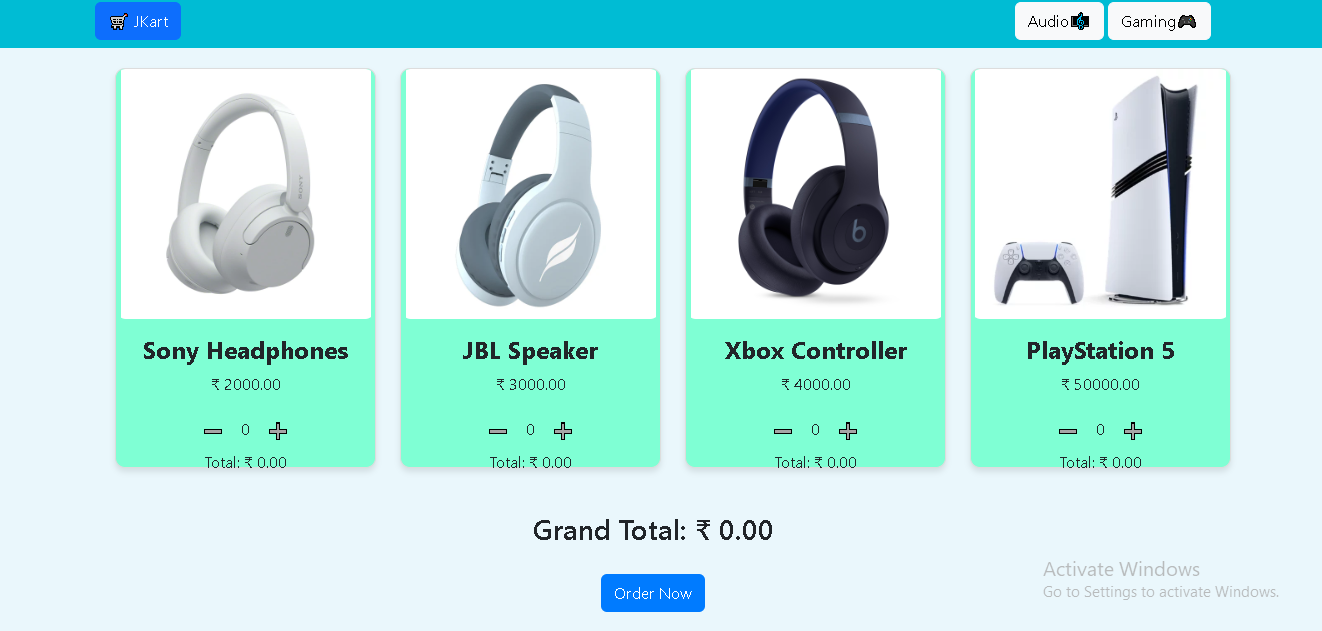 🛒 JKart
Audio🎼 Gaming🎮
SONY
b
Sony Headphones JBL Speaker Xbox Controller PlayStation 5
₹ 2000.00 ₹ 3000.00 ₹ 4000.00 ₹ 50000.00
➖ 0 ➕ ➖ 0 ➕ ➖ 0 ➕ ➖ 0 ➕
Total: ₹ 0.00 Total: ₹ 0.00 Total: ₹ 0.00 Total: ₹ 0.00
Grand Total: ₹ 0.00
Order Now
Activate Windows
Go to Settings to activate Windows.